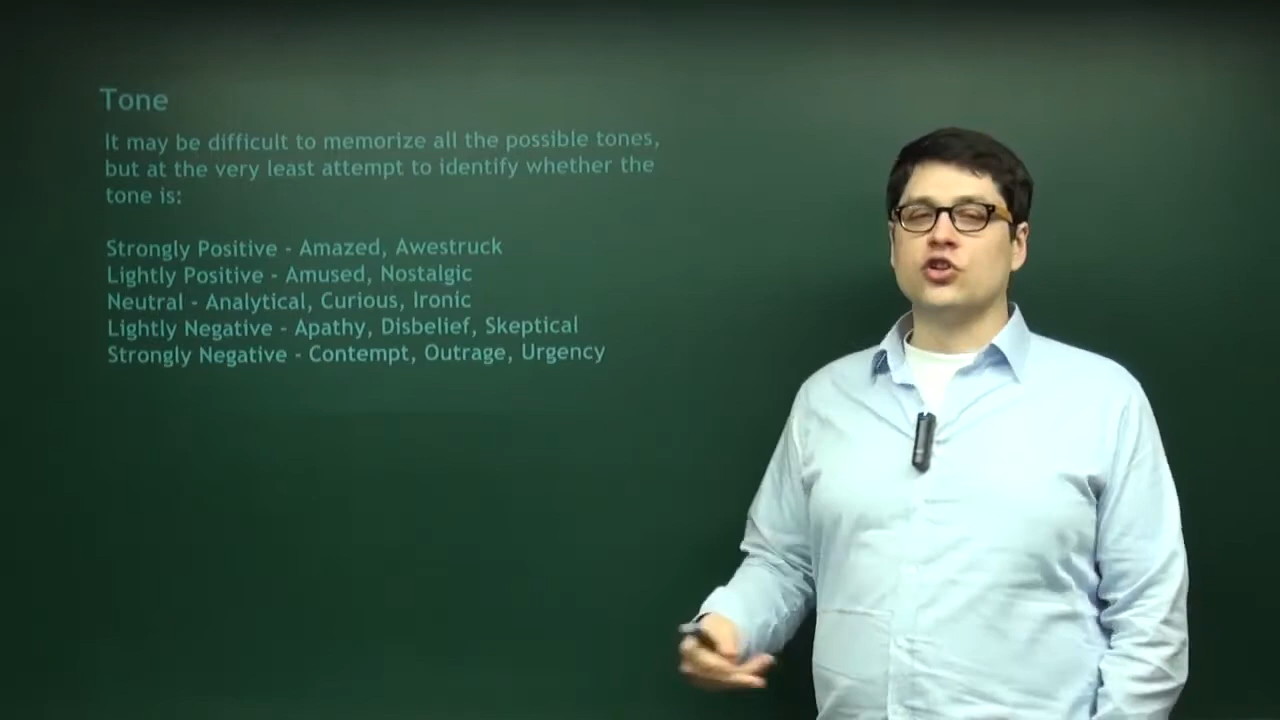 Tone
It may be difficult to memorize all the possible tones,
but at the very least attempt to identify whether the
tone is:
Strongly Positive - Amazed, Awestruck
Lightly Positive - Amused, Nostalgic
Neutral - Analytical, Curious, Ironic
Lightly Negative - Apathy, Disbelief, Skeptical
Strongly Negative - Contempt, Outrage, Urgency